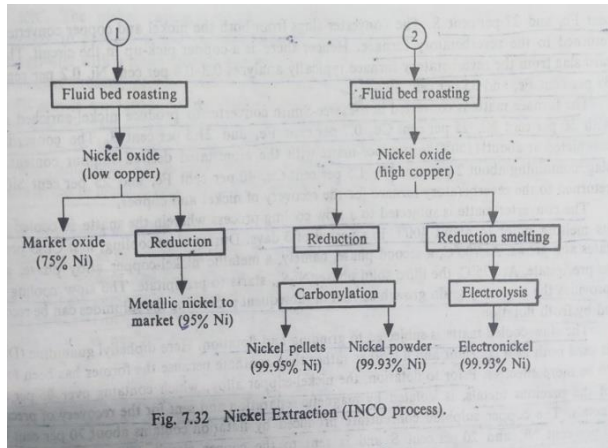 1
2
Fluid bed roasting
Fluid bed roasting
Nickel oxide
(low copper)
Nickel oxide
(high copper)
Market oxide
(75% Ni)
Reduction
Reduction
Reduction smelting
Metallic nickel to
market (95% Ni)
Carbonylation
Electrolysis
Nickel pellets
(99.95% Ni)
Nickel powder
(99.93% Ni)
Electronickel
(99.93% Ni)
Fig. 7.32 Nickel Extraction (INCO process).